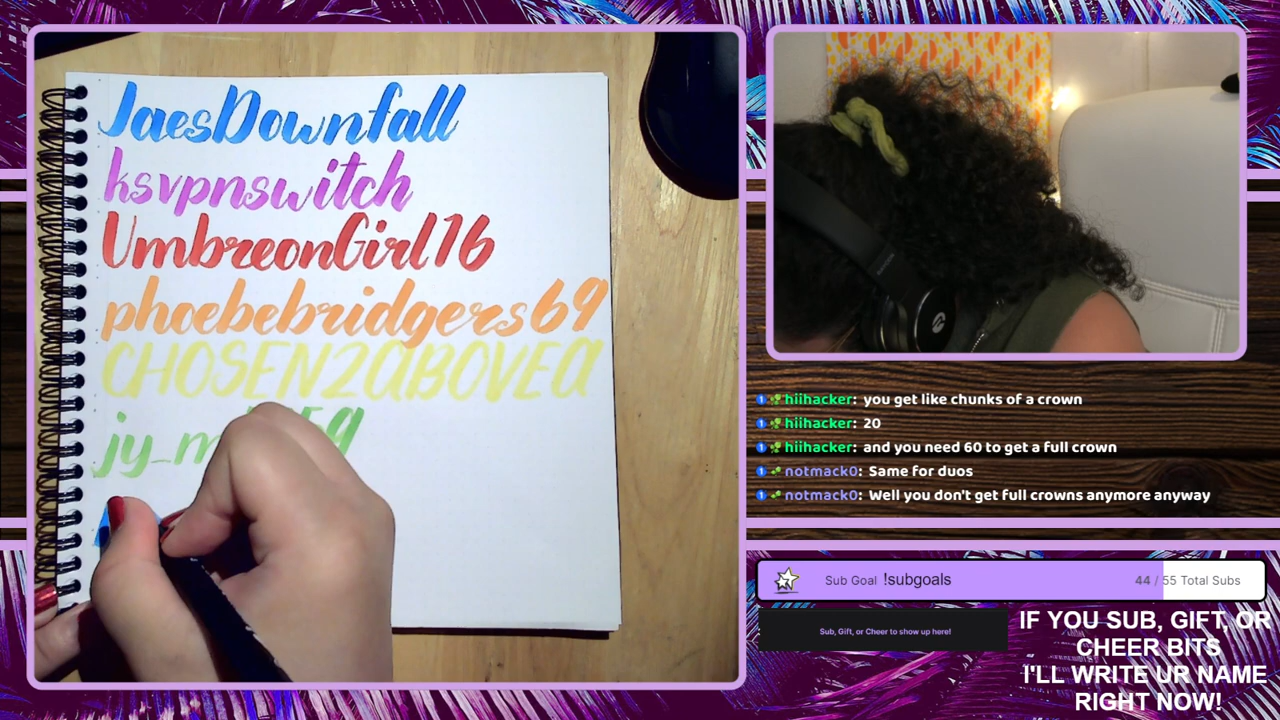 JaesDownfall
ksvpnswitch
UmbreonGirl16
phoebebridgers69
CHOSEN2ABOVEA
hiihacker: you get like chunks of a crown
hiihacker: 20
hiihacker: and you need 60 to get a full crown
notmack0: Same for duos
notmack0: Well you don't get full crowns anymore anyway
Sub Goal !subgoals 44 / 55 Total Subs
Sub, Gift, or Cheer to show up here!
IF YOU SUB, GIFT, OR
CHEER BITS
I'LL WRITE UR NAME
RIGHT NOW!